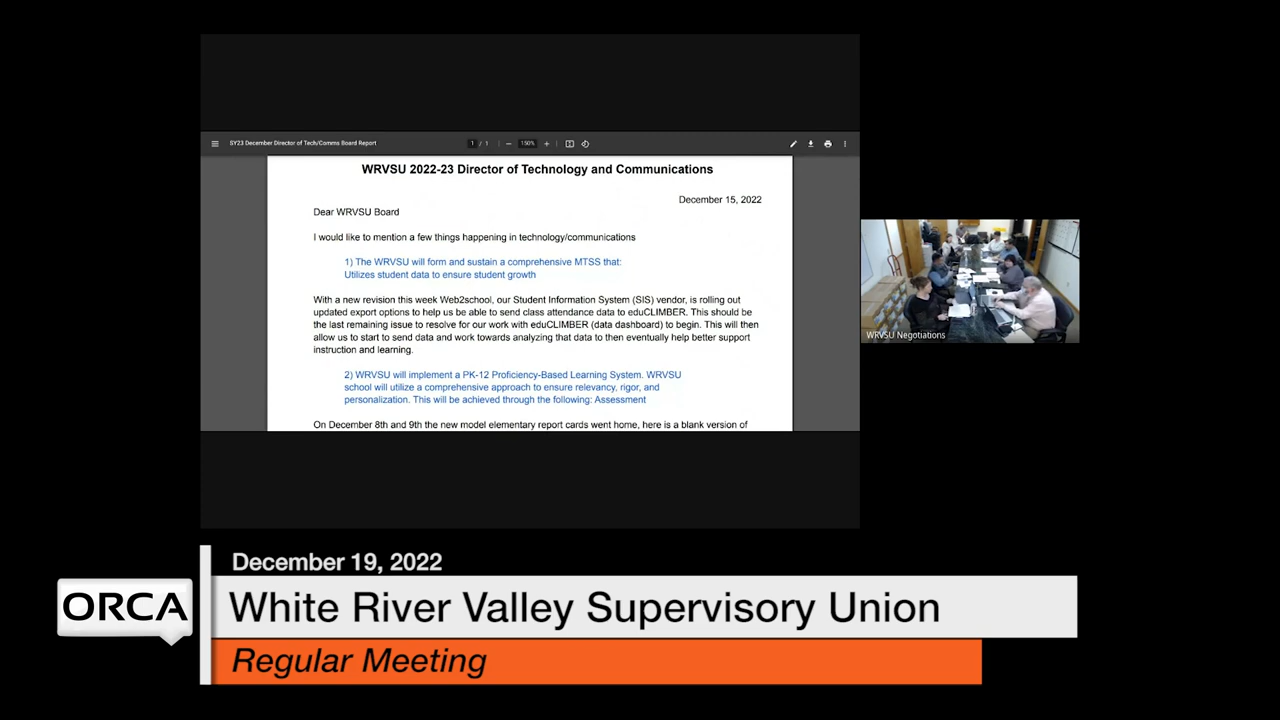 SY23 December Director of Tech/Comms Board Report
1 / 1
150%
WRVSU 2022-23 Director of Technology and Communications
December 15, 2022
Dear WRVSU Board
I would like to mention a few things happening in technology/communications
1) The WRVSU will form and sustain a comprehensive MTSS that:
Utilizes student data to ensure student growth
With a new revision this week Web2school, our Student Information System (SIS) vendor, is rolling out
updated export options to help us be able to send class attendance data to eduCLIMBER. This should be
the last remaining issue to resolve for our work with eduCLIMBER (data dashboard) to begin. This will then
allow us to start to send data and work towards analyzing that data to then eventually help better support
instruction and learning.
2) WRVSU will implement a PK-12 Proficiency-Based Learning System. WRVSU
school will utilize a comprehensive approach to ensure relevancy, rigor, and
personalization. This will be achieved through the following: Assessment
On December 8th and 9th the new model elementary report cards went home, here is a blank version of
WRVSU Negotiations
December 19, 2022
ORCA
White River Valley Supervisory Union
Regular Meeting